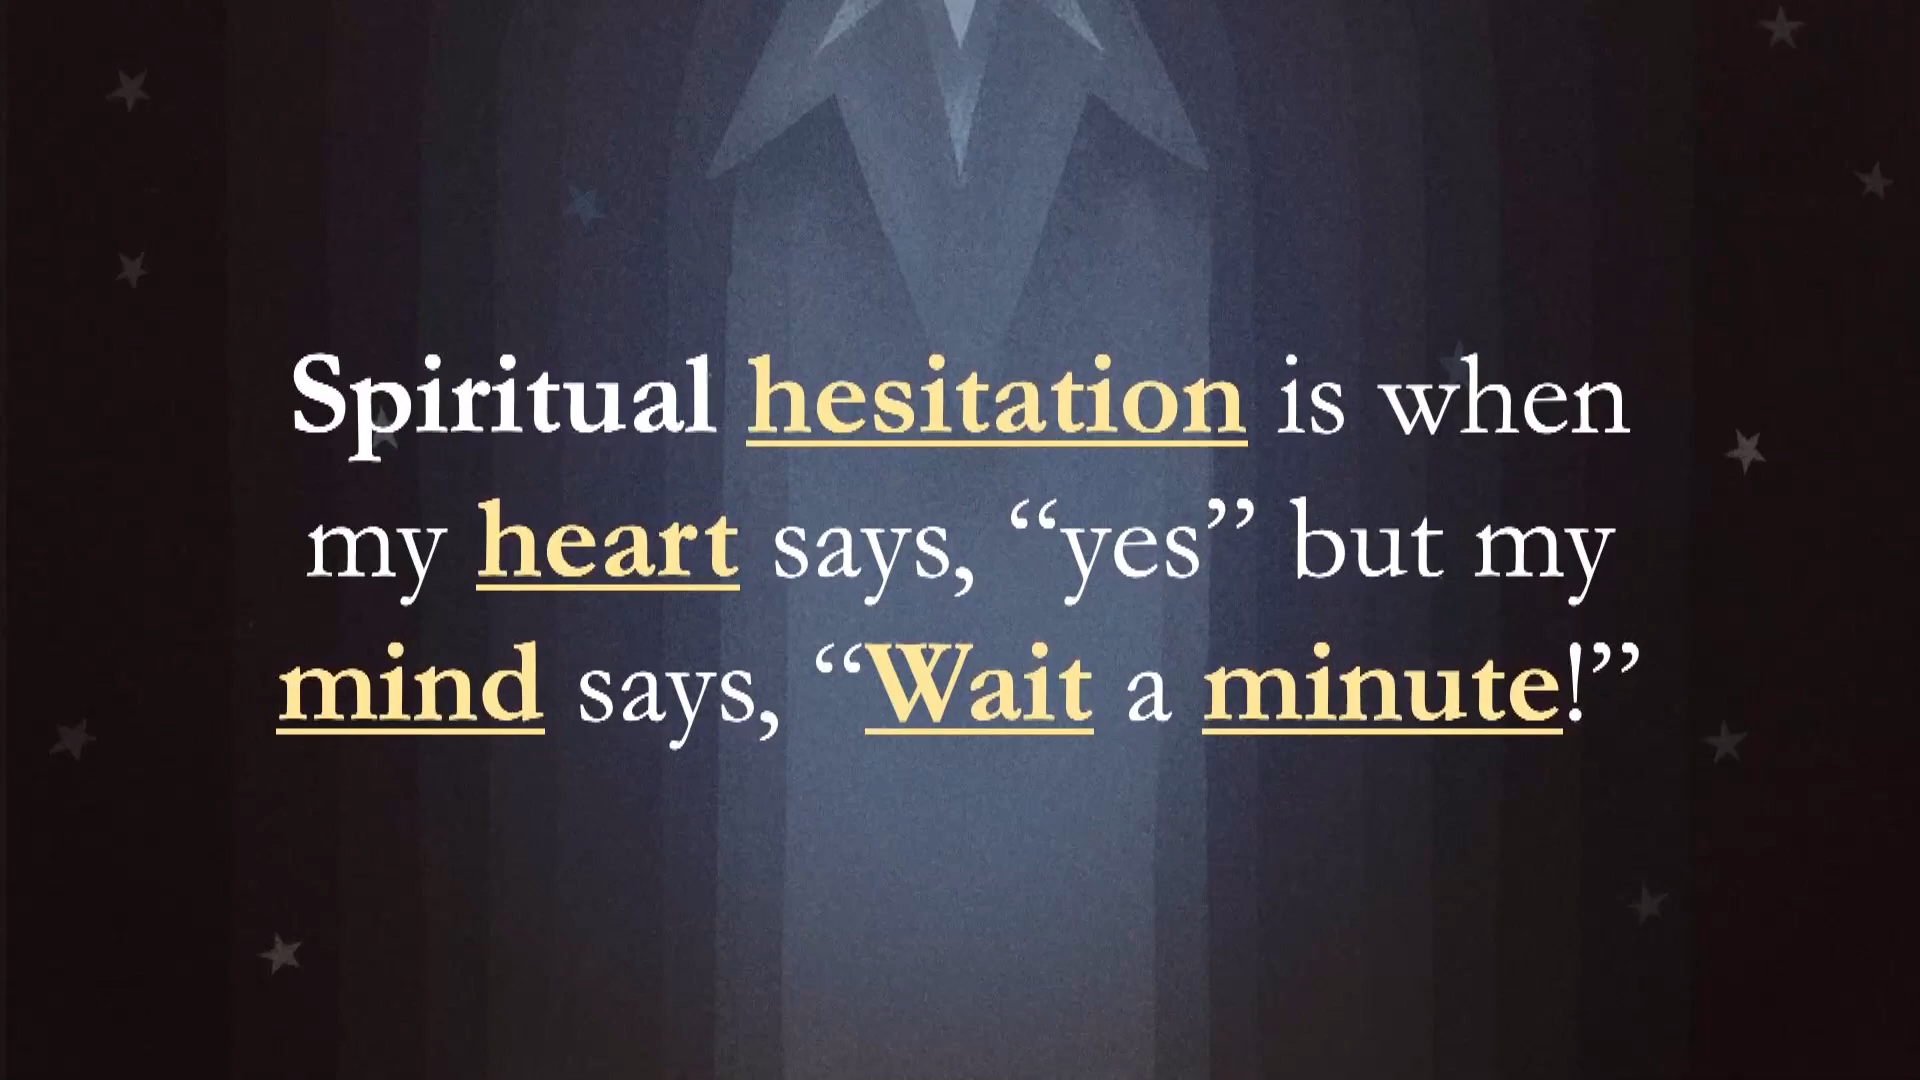 Spiritual hesitation is when
my heart says, “yes” but my
mind says, “Wait a minute!”